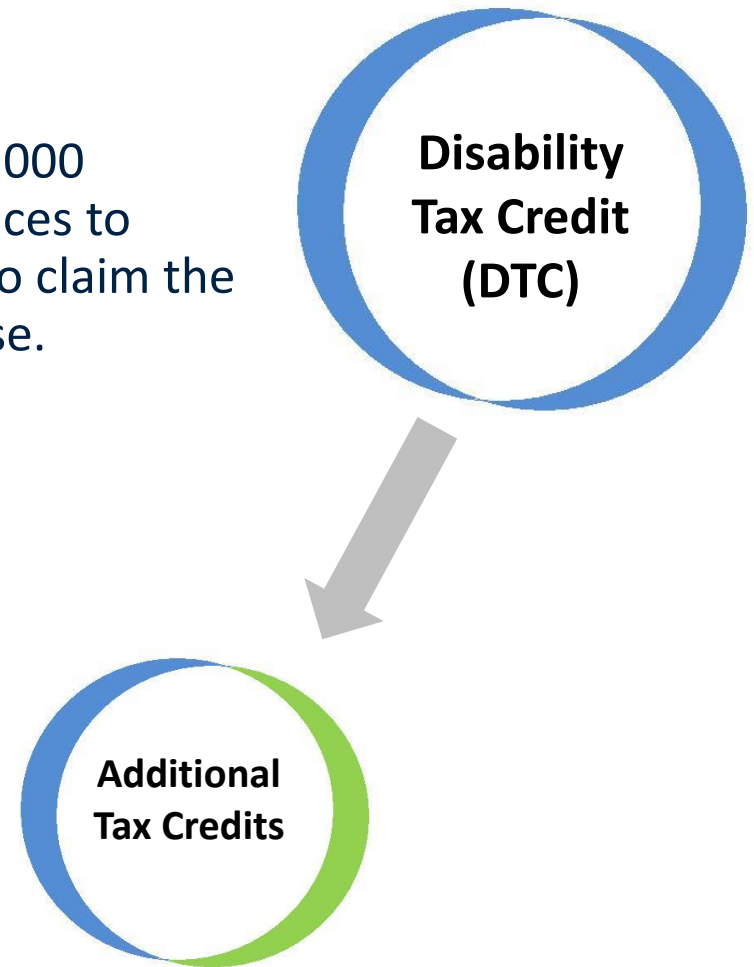 000
ces to
o claim the
se.
Disability
Tax Credit
(DTC)
Additional
Tax Credits